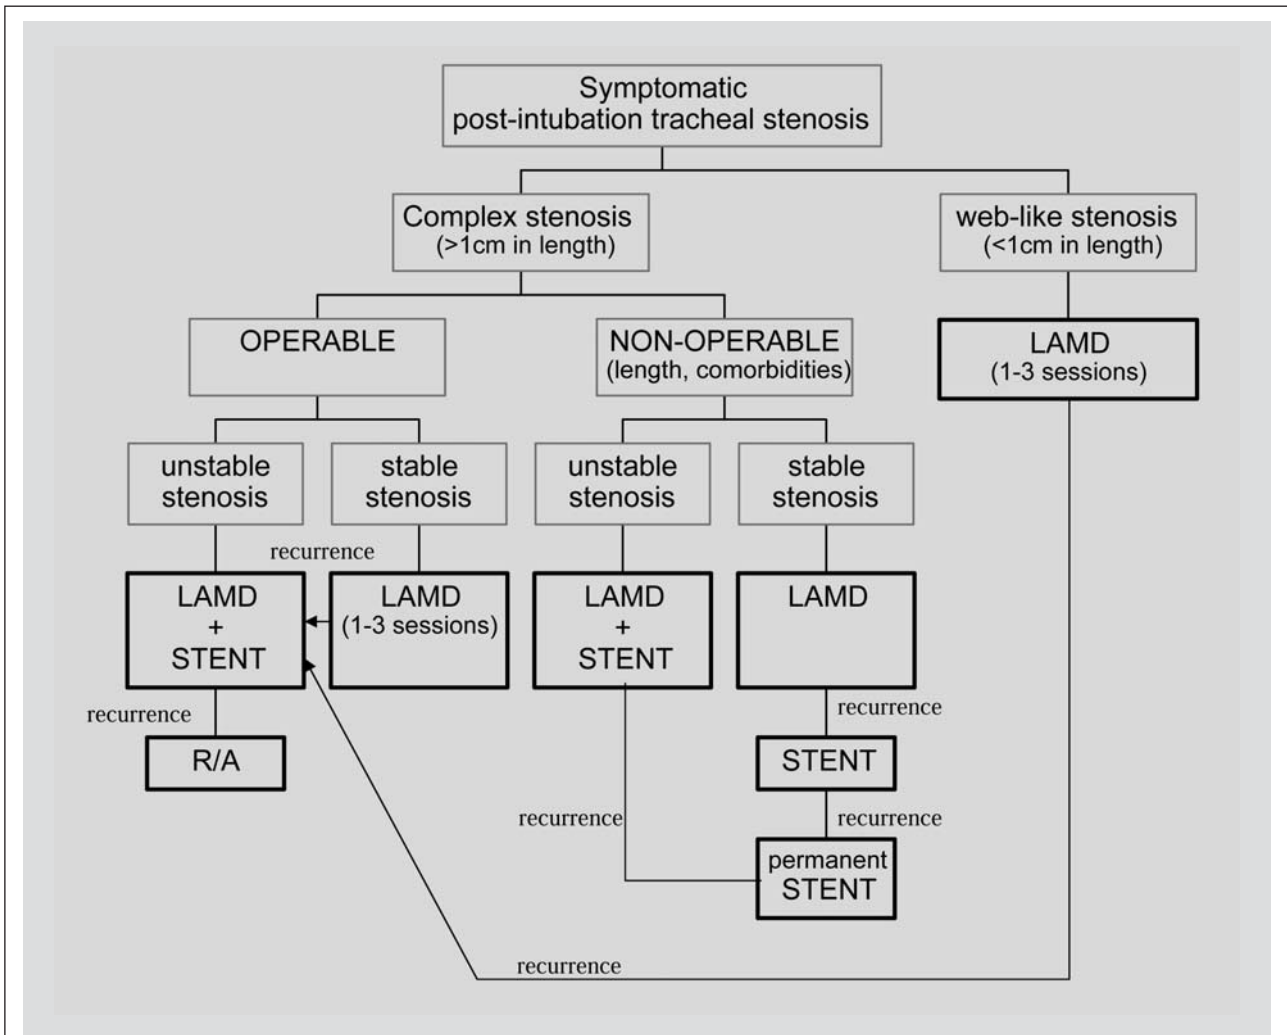 Symptomatic
post-intubation tracheal stenosis
Complex stenosis
(>1cm in length)
web-like stenosis
(<1cm in length)
OPERABLE
NON-OPERABLE
(length, comorbidities)
LAMD
(1-3 sessions)
unstable
stenosis
stable
stenosis
unstable
stenosis
stable
stenosis
recurrence
LAMD
+
STENT
LAMD
(1-3 sessions)
LAMD
+
STENT
LAMD
recurrence
recurrence
R/A
STENT
recurrence
recurrence
permanent
STENT
recurrence